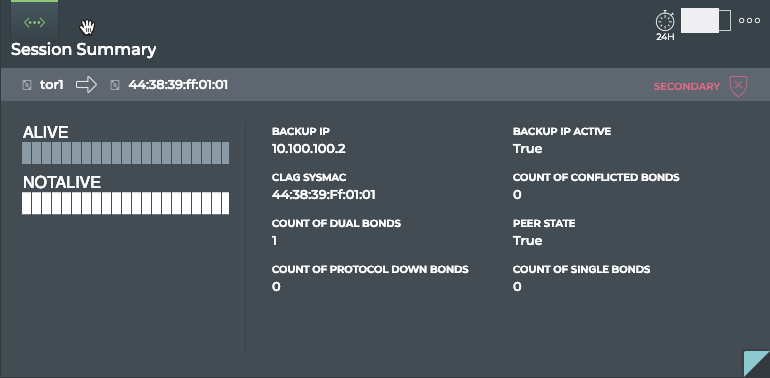 24H
Session Summary
tor1 44:38:39:ff:01:01 SECONDARY
ALIVE
NOTALIVE
BACKUP IP
10.100.100.2
BACKUP IP ACTIVE
True
CLAG SYSMAC
44:38:39:Ff:01:01
COUNT OF CONFLICTED BONDS
0
COUNT OF DUAL BONDS
1
PEER STATE
True
COUNT OF PROTOCOL DOWN BONDS
0
COUNT OF SINGLE BONDS
0